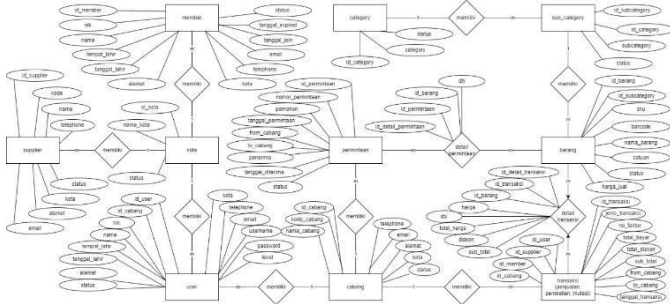 id_member
nik
nama
tempat_lahir
tanggal_lahir
alamat
member
status
tanggal_expired
tanggal_join
email
telephone
kota
memiliki
category
status
category
id_category
memiliki
sub_category
id_subcategory
id_category
subcategory
status
memiliki
id_supplier
kode
nama
telephone
supplier
status
kota
alamat
email
memiliki
id_kota
nama_kota
status
kota
memiliki
id_permintaan
nomor_permintaan
pemohon
tanggal_permintaan
from_cabang
to_cabang
penerima
tanggal_diterima
status
permintaan
qty
id_barang
id_permintaan
id_detail_permintaan
detail
permintaan
id_barang
id_subcategory
sku
barcode
nama_barang
satuan
status
harga_jual
barang
id_user
id_cabang
nik
nama
tempat_lahir
tanggal_lahir
alamat
status
user
kota
telephone
email
username
password
level
memiliki
memiliki
id_cabang
kode_cabang
nama_cabang
telephone
email
alamat
kota
status
cabang
memiliki
id_detail_transaksi
id_transaksi
id_barang
harga
qty
total_harga
diskon
sub_total
detail
transaksi
id_user
id_supplier
id_member
id_cabang
id_transaksi
jenis_transaksi
no_faktur
total_bayar
total_diskon
sub_total
from_cabang
to_cabang
tanggal_transaksi
transaksi
(penjualan
pembelian, mutasi)